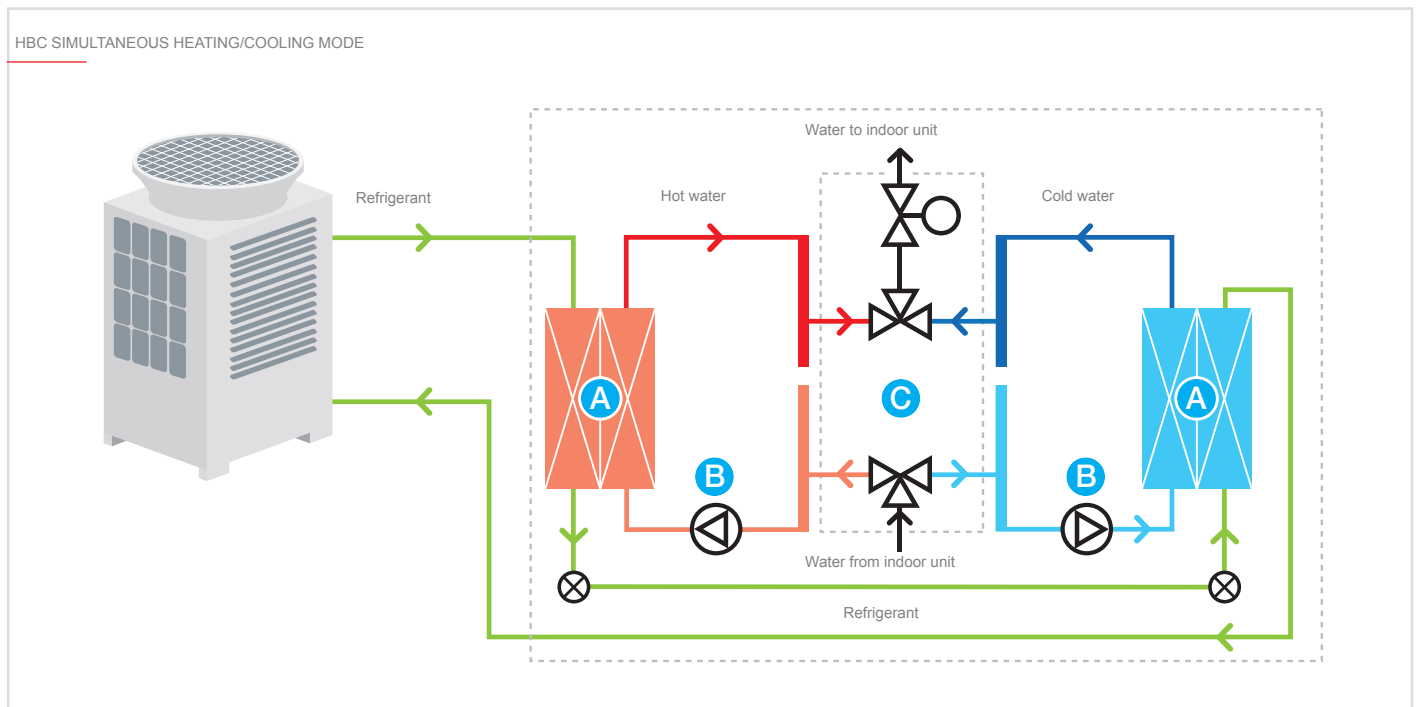 HBC SIMULTANEOUS HEATING/COOLING MODE
Water to indoor unit
Refrigerant
Hot water
Cold water
A
C
A
B
B
Water from indoor unit
Refrigerant